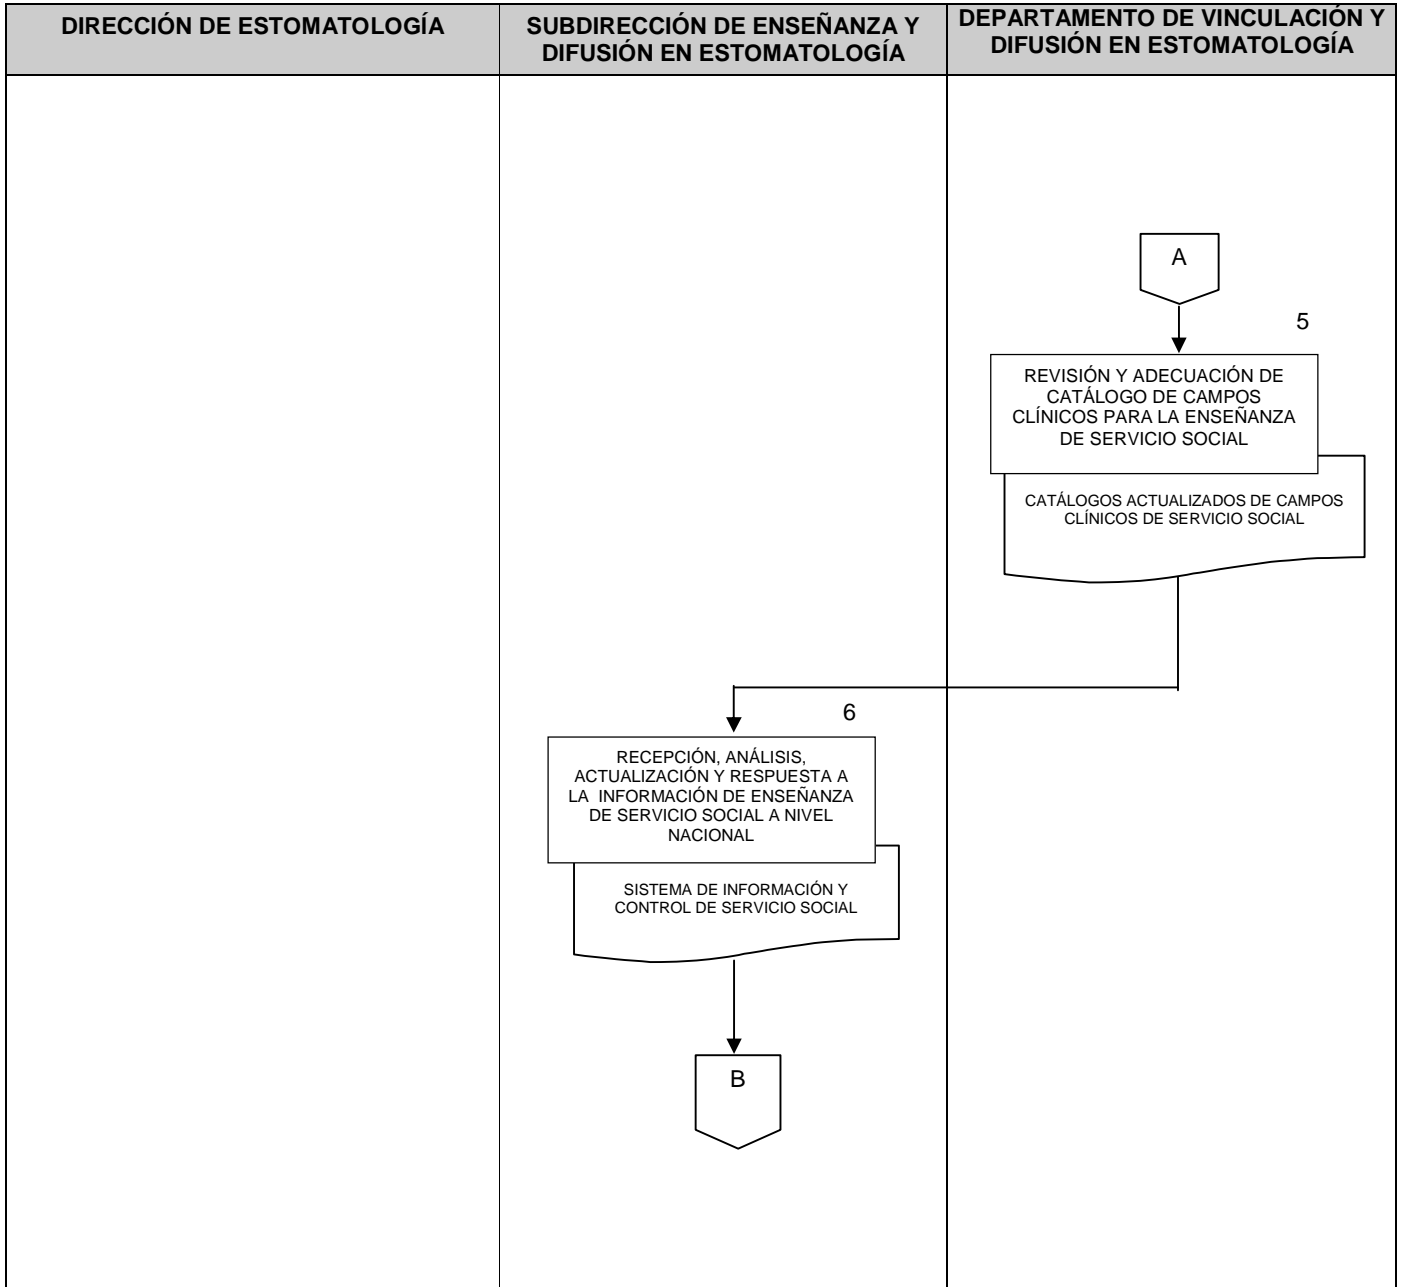 DIRECCIÓN DE ESTOMATOLOGÍA
SUBDIRECCIÓN DE ENSEÑANZA Y
DIFUSIÓN EN ESTOMATOLOGÍA
DEPARTAMENTO DE VINCULACIÓN Y
DIFUSIÓN EN ESTOMATOLOGÍA
A
5
REVISIÓN Y ADECUACIÓN DE
CATÁLOGO DE CAMPOS
CLÍNICOS PARA LA ENSEÑANZA
DE SERVICIO SOCIAL
CATÁLOGOS ACTUALIZADOS DE CAMPOS
CLÍNICOS DE SERVICIO SOCIAL
6
RECEPCIÓN, ANÁLISIS,
ACTUALIZACIÓN Y RESPUESTA A
LA INFORMACIÓN DE ENSEÑANZA
DE SERVICIO SOCIAL A NIVEL
NACIONAL
SISTEMA DE INFORMACIÓN Y
CONTROL DE SERVICIO SOCIAL
B